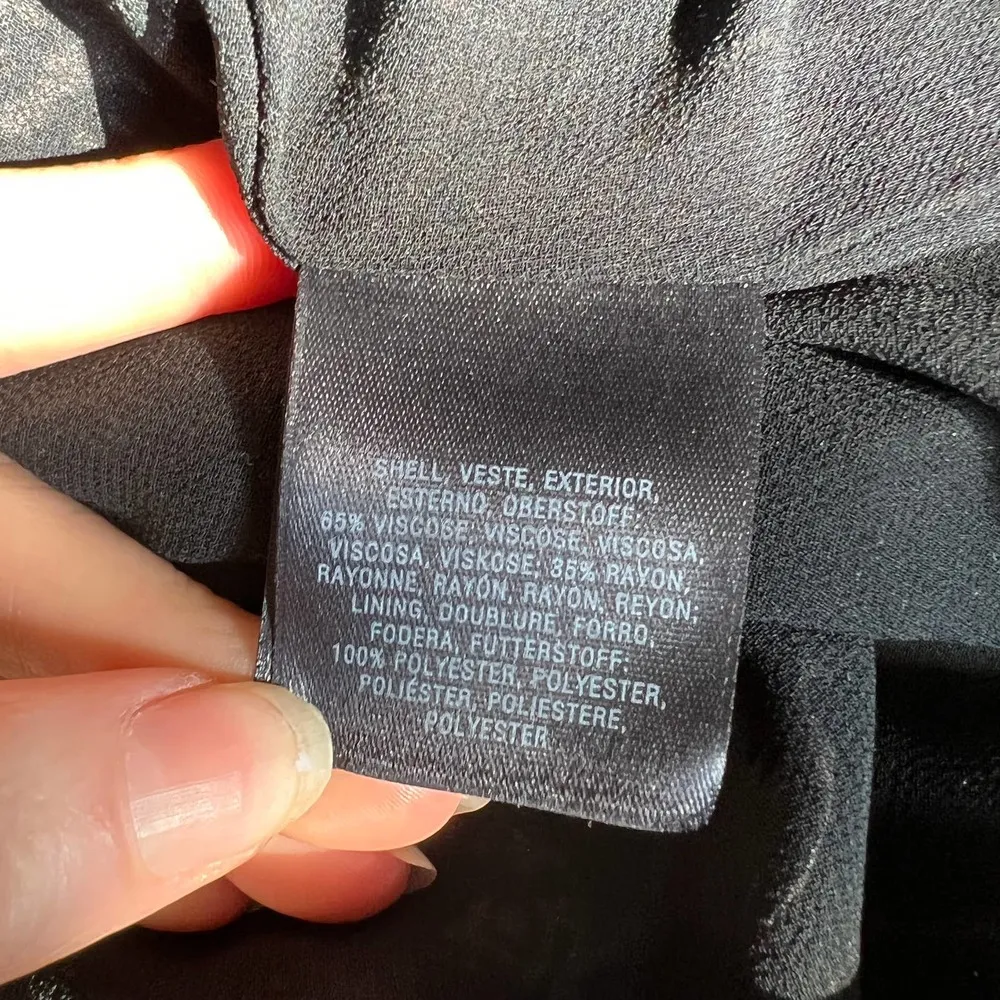 SHELL, VESTE, EXTERIOR,
ESTERNO, OBERSTOFF:
65% VISCOSE, VISCOSE, VISCOSA,
VISCOSA, VISKOSE, 35% RAYON,
RAYONNE, RAYÓN, RAYON, REYON;
LINING, DOUBLURE, FORRO,
FODERA, FUTTERSTOFF:
100% POLYESTER, POLYESTER,
POLIÉSTER, POLIESTERE,
POLYESTER